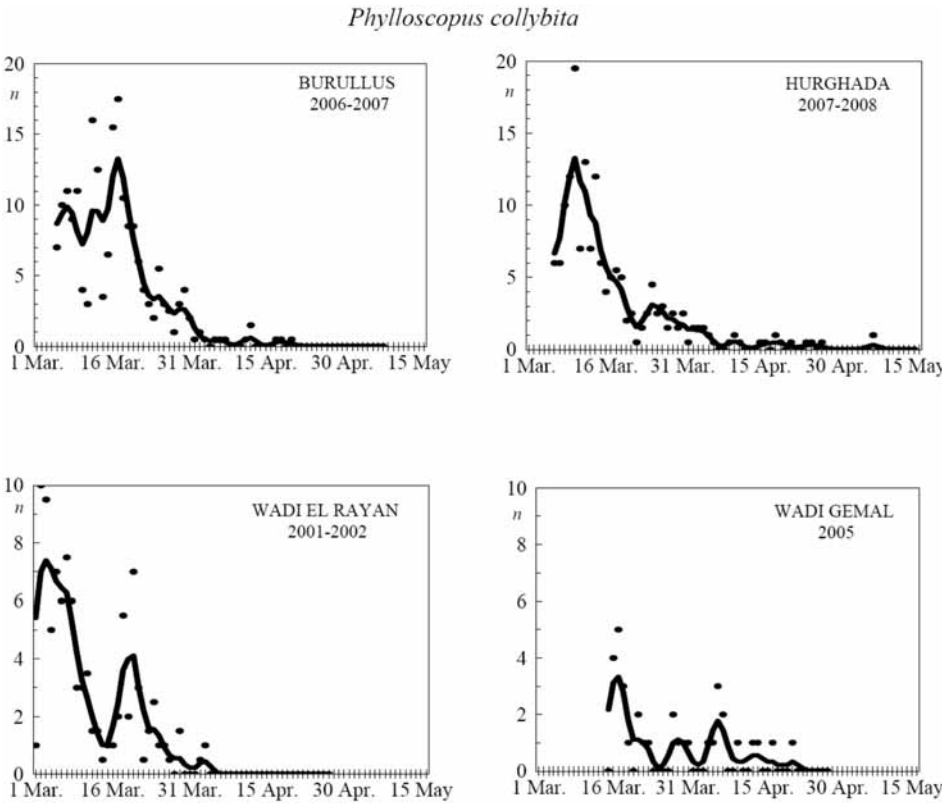 Phylloscopus collybita
20
n
BURULLUS
2006-2007
15
10
5
0
1 Mar. 16 Mar. 31 Mar. 15 Apr. 30 Apr. 15 May
20
n
HURGHADA
2007-2008
15
10
5
0
1 Mar. 16 Mar. 31 Mar. 15 Apr. 30 Apr. 15 May
10
n
WADI EL RAYAN
2001-2002
8
6
4
2
0
1 Mar. 16 Mar. 31 Mar. 15 Apr. 30 Apr. 15 May
10
n
WADI GEMAL
2005
8
6
4
2
0
1 Mar. 16 Mar. 31 Mar. 15 Apr. 30 Apr. 15 May